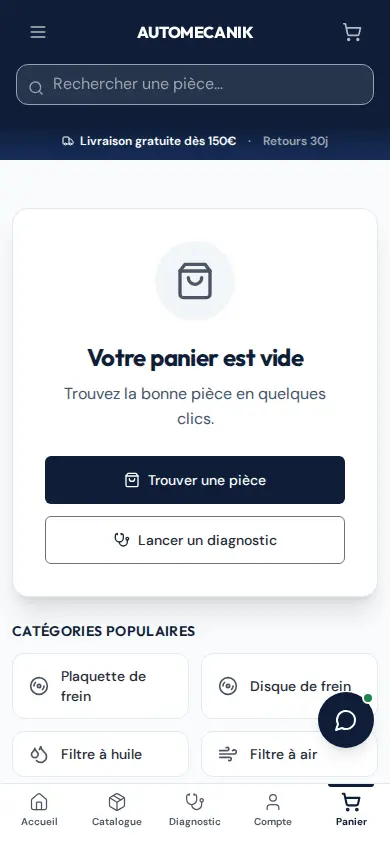 AUTOMECANIK
Rechercher une pièce...
Livraison gratuite dès 150€ · Retours 30j
Votre panier est vide
Trouvez la bonne pièce en quelques
clics.
Trouver une pièce
Lancer un diagnostic
CATÉGORIES POPULAIRES
Plaquette de
frein
Disque de frein
Filtre à huile
Filtre à air
Accueil
Catalogue
Diagnostic
Compte
Panier